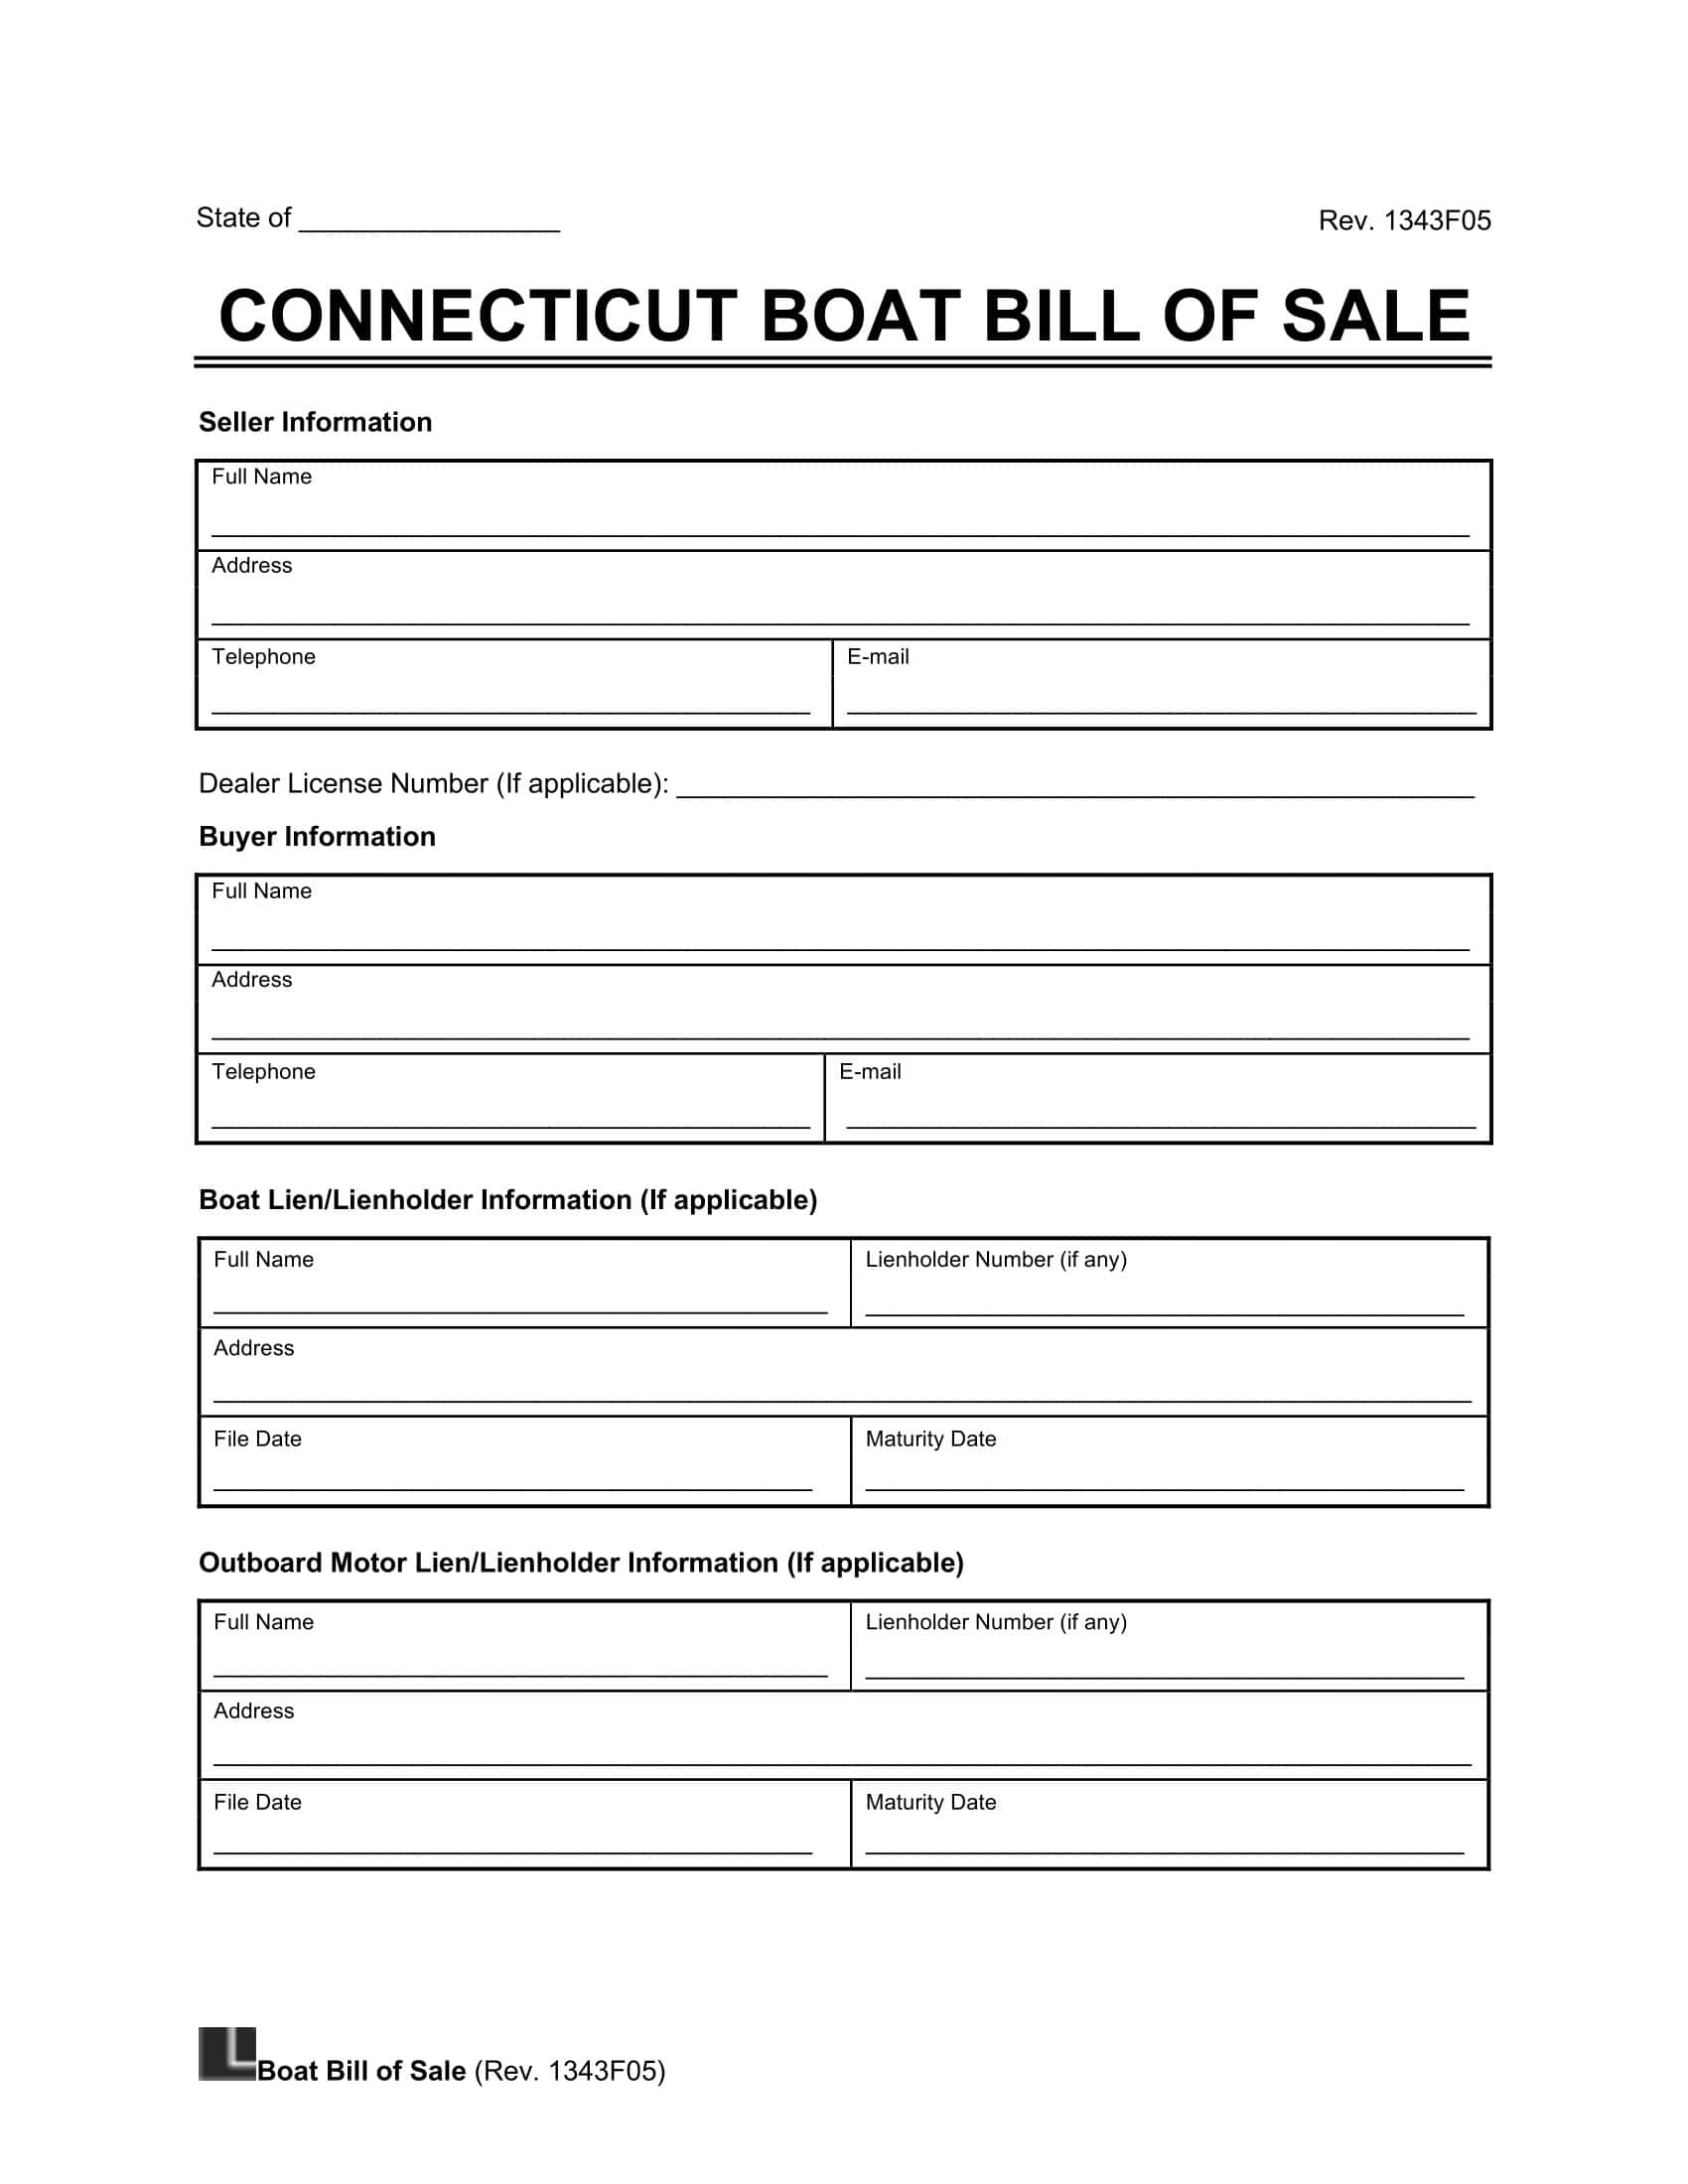 State of __________________ Rev. 1343F05
CONNECTICUT BOAT BILL OF SALE
Seller Information
Full Name
Address
Telephone E-mail
Dealer License Number (If applicable): ______________________________
Buyer Information
Full Name
Address
Telephone E-mail
Boat Lien/Lienholder Information (If applicable)
Full Name Lienholder Number (if any)
Address
File Date Maturity Date
Outboard Motor Lien/Lienholder Information (If applicable)
Full Name Lienholder Number (if any)
Address
File Date Maturity Date
Boat Bill of Sale (Rev. 1343F05)